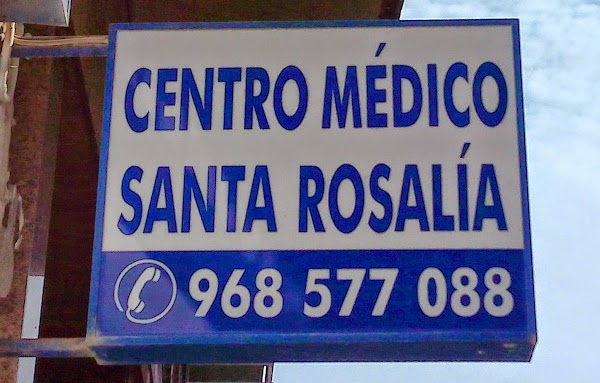 CENTRO MÉDICO
SANTA ROSALÍA
968 577 088